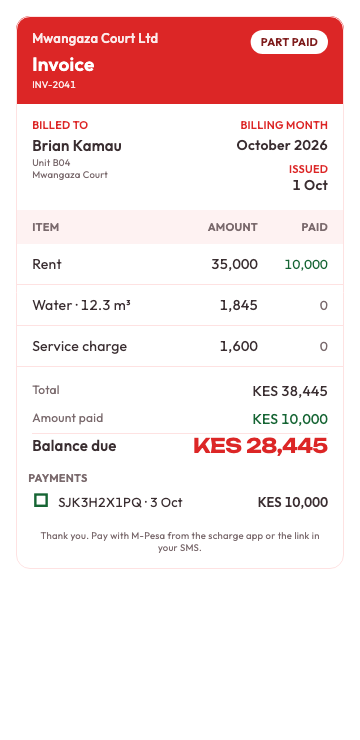 Mwangaza Court Ltd
PART PAID
Invoice
INV-2041
BILLED TO
BILLING MONTH
Brian Kamau
October 2026
Unit B04
Mwangaza Court
ISSUED
1 Oct
ITEM AMOUNT PAID
Rent 35,000 10,000
Water · 12.3 m³ 1,845 0
Service charge 1,600 0
Total KES 38,445
Amount paid KES 10,000
Balance due KES 28,445
PAYMENTS
SJK3H2X1PQ · 3 Oct KES 10,000
Thank you. Pay with M-Pesa from the scharge app or the link in
your SMS.